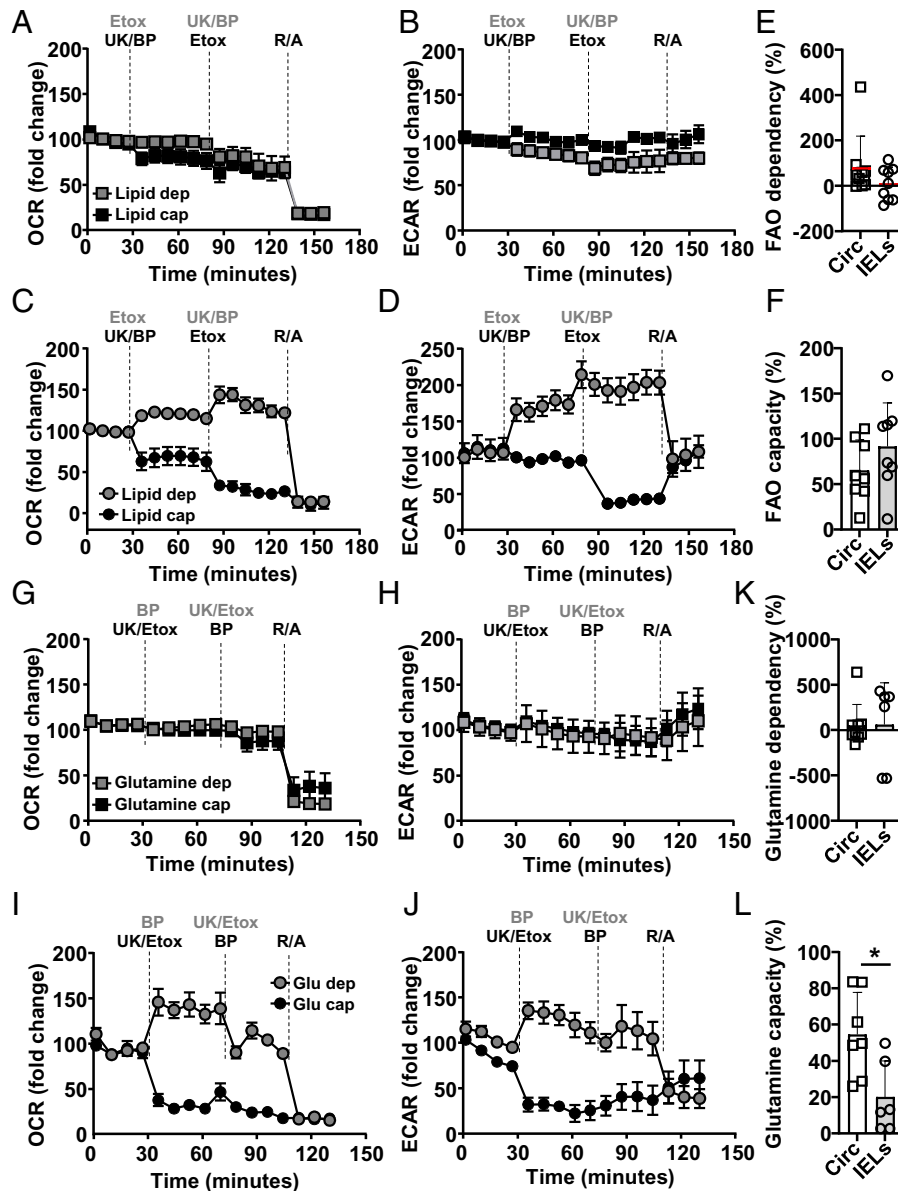 A
Etox UK/BP
UK/BP Etox R/A
OCR (fold change)
200
150
100
50
0
Lipid dep
Lipid cap
0 30 60 90 120 150 180
Time (minutes)
B
Etox UK/BP
UK/BP Etox R/A
ECAR (fold change)
200
150
100
50
0
0 30 60 90 120 150 180
Time (minutes)
E
FAO dependency (%)
600
400
200
0
-200
Circ IELs
C
Etox UK/BP
UK/BP Etox R/A
OCR (fold change)
200
150
100
50
0
Lipid dep
Lipid cap
0 30 60 90 120 150 180
Time (minutes)
D
Etox UK/BP
UK/BP Etox R/A
ECAR (fold change)
250
200
150
100
50
0
0 30 60 90 120 150 180
Time (minutes)
F
FAO capacity (%)
200
150
100
50
0
Circ IELs
G
BP UK/Etox
UK/Etox BP R/A
OCR (fold change)
200
150
100
50
0
Glutamine dep
Glutamine cap
0 30 60 90 120 150
Time (minutes)
H
BP UK/Etox
UK/Etox BP R/A
ECAR (fold change)
200
150
100
50
0
0 30 60 90 120 150
Time (minutes)
K
Glutamine dependency (%)
1000
500
0
-500
1000
Circ IELs
I
BP UK/Etox
UK/Etox BP R/A
OCR (fold change)
200
150
100
50
0
Glu dep
Glu cap
0 30 60 90 120 150
Time (minutes)
J
BP UK/Etox
UK/Etox BP R/A
ECAR (fold change)
200
150
100
50
0
0 30 60 90 120 150
Time (minutes)
L
Glutamine capacity (%)
100
80
60
40
20
0
*
Circ IELs